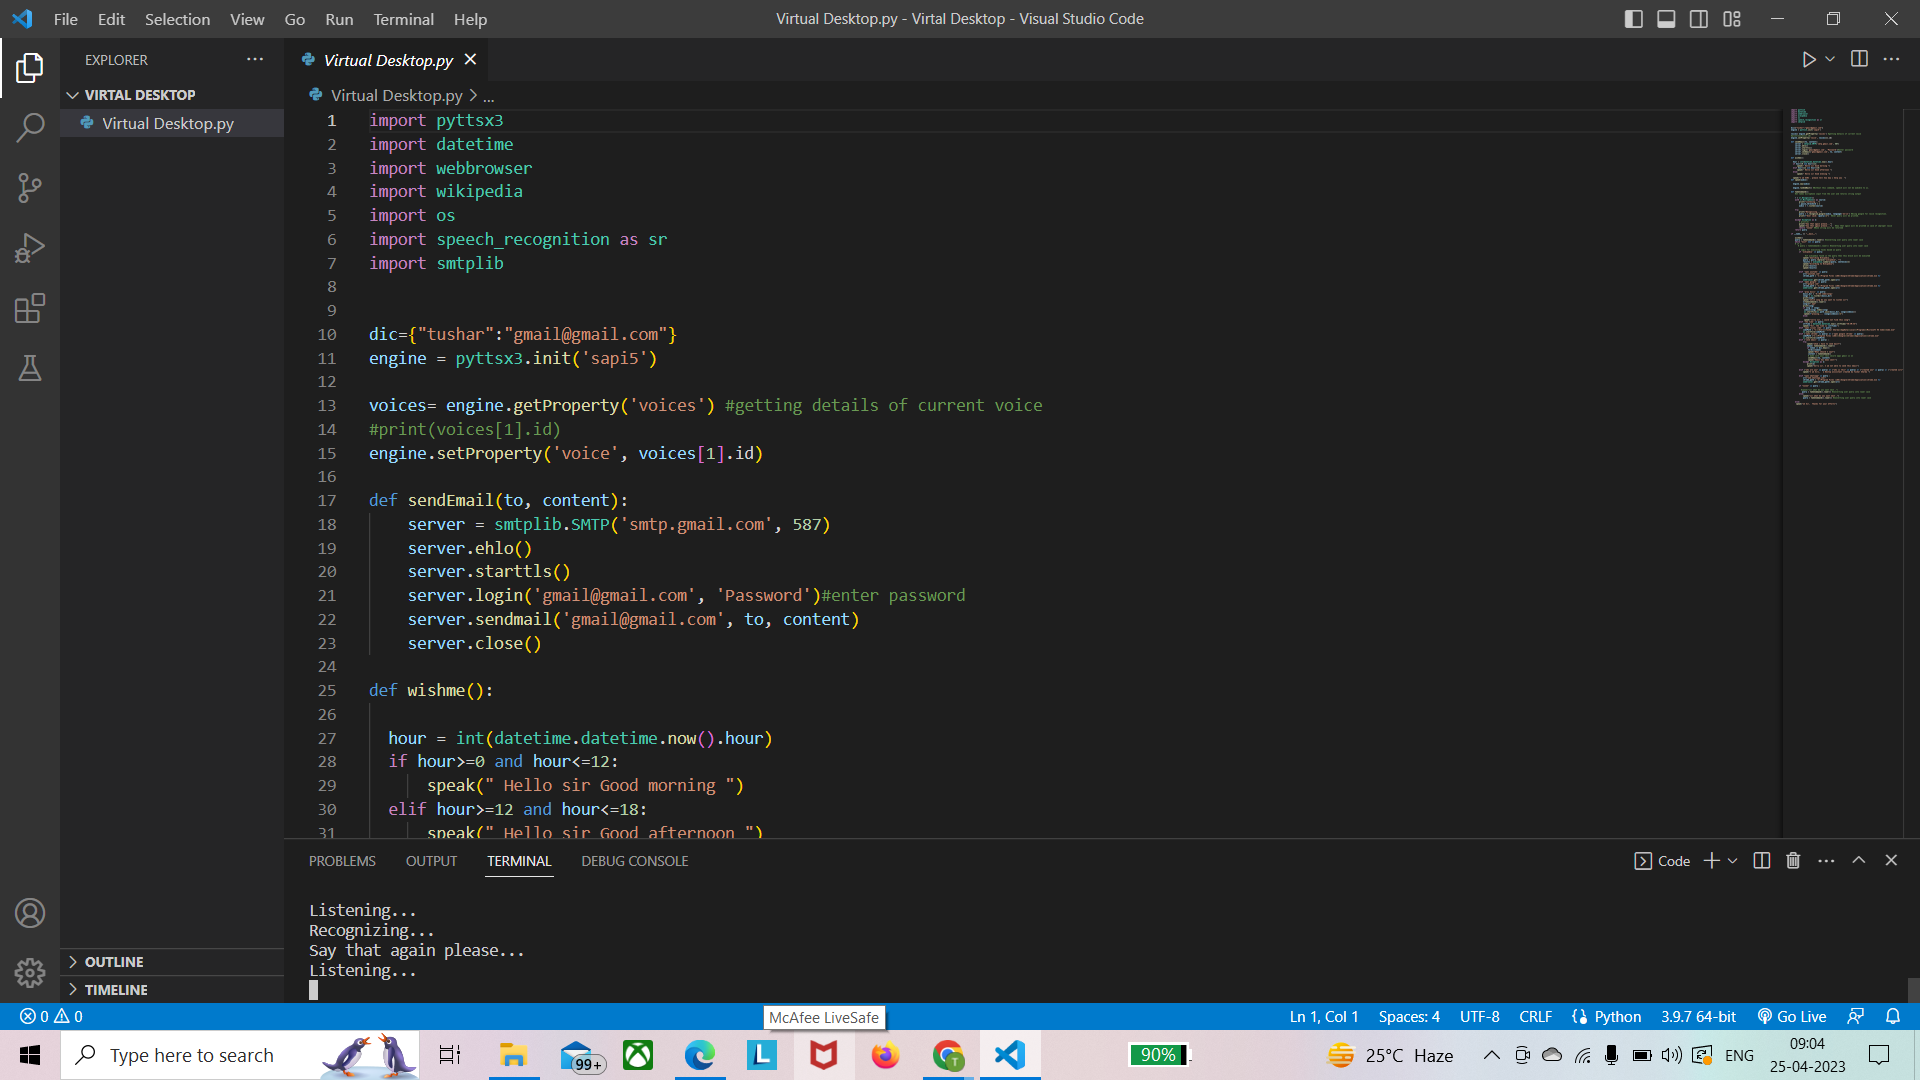 File Edit Selection View Go Run Terminal Help
Virtual Desktop.py - Virtal Desktop - Visual Studio Code
EXPLORER
VIRTAL DESKTOP
Virtual Desktop.py
OUTLINE
TIMELINE
Virtual Desktop.py
Virtual Desktop.py > ...
1 import pyttsx3
2 import datetime
3 import webbrowser
4 import wikipedia
5 import os
6 import speech_recognition as sr
7 import smtplib
8
9
10 dic={"tushar":"gmail@gmail.com"}
11 engine = pyttsx3.init('sapi5')
12
13 voices= engine.getProperty('voices') #getting details of current voice
14 #print(voices[1].id)
15 engine.setProperty('voice', voices[1].id)
16
17 def sendEmail(to, content):
18     server = smtplib.SMTP('smtp.gmail.com', 587)
19     server.ehlo()
20     server.starttls()
21     server.login('gmail@gmail.com', 'Password')#enter password
22     server.sendmail('gmail@gmail.com', to, content)
23     server.close()
24
25 def wishme():
26
27   hour = int(datetime.datetime.now().hour)
28   if hour>=0 and hour<=12:
29       speak(" Hello sir Good morning ")
30   elif hour>=12 and hour<=18:
31       speak(" Hello sir Good afternoon ")
PROBLEMS OUTPUT TERMINAL DEBUG CONSOLE
Code
Listening...
Recognizing...
Say that again please...
Listening...
0 0
McAfee LiveSafe
Ln 1, Col 1 Spaces: 4 UTF-8 CRLF Python 3.9.7 64-bit Go Live
Type here to search
99+
L
T
90%
25°C Haze
ENG
09:04
25-04-2023